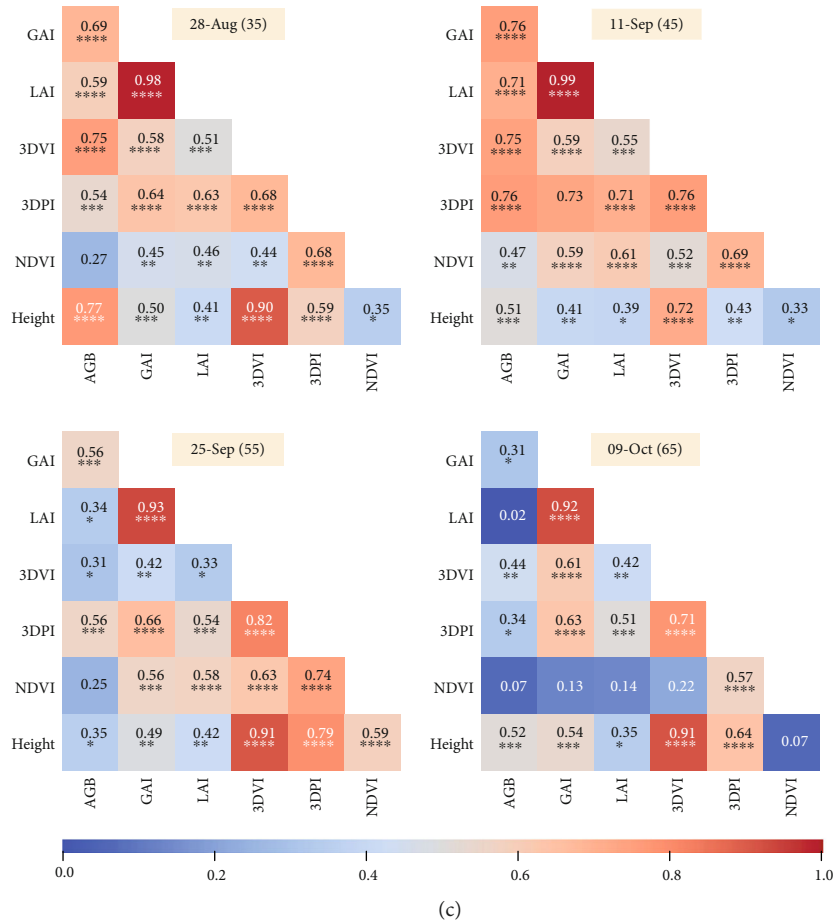 28-Aug (35)
GAI
0.69
****
LAI
0.59 0.98
**** ****
3DVI
0.75 0.58 0.51
**** **** ***
3DPI
0.54 0.64 0.63 0.68
*** **** **** ****
NDVI
0.27 0.45 0.46 0.44 0.68
** ** ** ****
Height
0.77 0.50 0.41 0.90 0.59 0.35
**** *** ** **** **** *
AGB GAI LAI 3DVI 3DPI NDVI
11-Sep (45)
GAI
0.76
****
LAI
0.71 0.99
**** ****
3DVI
0.75 0.59 0.55
**** **** ***
3DPI
0.76 0.73 0.71 0.76
**** **** ****
NDVI
0.47 0.59 0.61 0.52 0.69
** **** **** *** ****
Height
0.51 0.41 0.39 0.72 0.43 0.33
*** ** * **** ** *
AGB GAI LAI 3DVI 3DPI NDVI
25-Sep (55)
GAI
0.56
***
LAI
0.34 0.93
* ****
3DVI
0.31 0.42 0.33
* ** *
3DPI
0.56 0.66 0.54 0.82
*** **** *** ****
NDVI
0.25 0.56 0.58 0.63 0.74
*** **** **** ****
Height
0.35 0.49 0.42 0.91 0.79 0.59
* ** ** **** **** ****
AGB GAI LAI 3DVI 3DPI NDVI
09-Oct (65)
GAI
0.31
*
LAI
0.02 0.92
****
3DVI
0.44 0.61 0.42
** **** **
3DPI
0.34 0.63 0.51 0.71
* **** *** ****
NDVI
0.07 0.13 0.14 0.22 0.57
****
Height
0.52 0.54 0.35 0.91 0.64 0.07
*** *** * **** ****
AGB GAI LAI 3DVI 3DPI NDVI
0.0 0.2 0.4 0.6 0.8 1.0
(c)